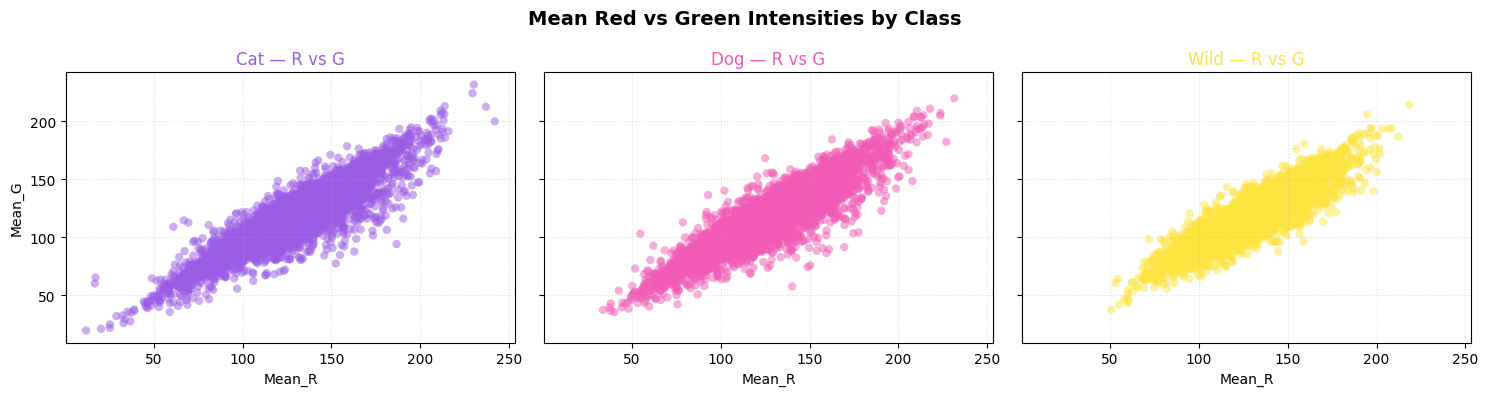 Mean Red vs Green Intensities by Class
Cat — R vs G
Dog — R vs G
Wild — R vs G
Mean_G
200
150
100
50
50 100 150 200 250
50 100 150 200 250
50 100 150 200 250
Mean_R
Mean_R
Mean_R